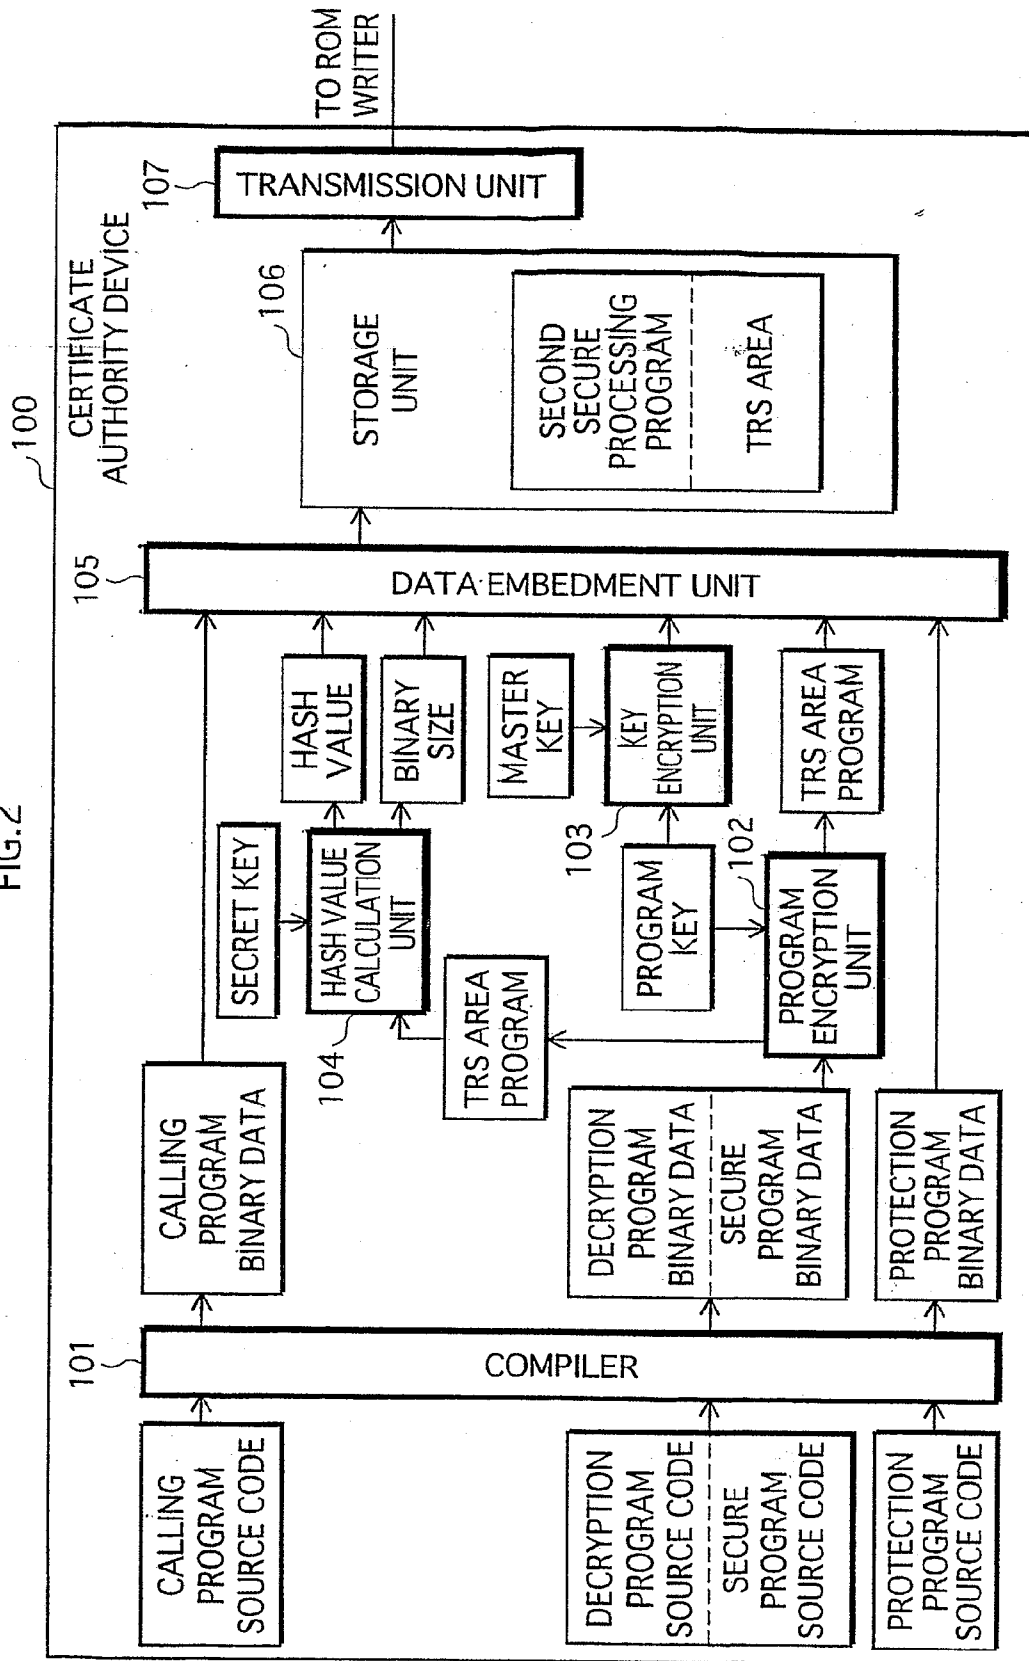 FIG.2
100
CERTIFICATE
AUTHORITY DEVICE
CALLING
PROGRAM
SOURCE CODE
DECRYPTION
PROGRAM
SOURCE CODE
SECURE
PROGRAM
SOURCE CODE
PROTECTION
PROGRAM
SOURCE CODE
101
COMPILER
CALLING
PROGRAM
BINARY DATA
DECRYPTION
PROGRAM
BINARY DATA
SECURE
PROGRAM
BINARY DATA
PROTECTION
PROGRAM
BINARY DATA
TRS AREA
PROGRAM
SECRET KEY
104
HASH VALUE
CALCULATION
UNIT
HASH
VALUE
BINARY
SIZE
MASTER
KEY
PROGRAM
KEY
103
KEY
ENCRYPTION
UNIT
102
PROGRAM
ENCRYPTION
UNIT
TRS AREA
PROGRAM
105
DATA EMBEDMENT UNIT
106
STORAGE
UNIT
SECOND
SECURE
PROCESSING
PROGRAM
TRS AREA
107
TRANSMISSION UNIT
TO ROM
WRITER